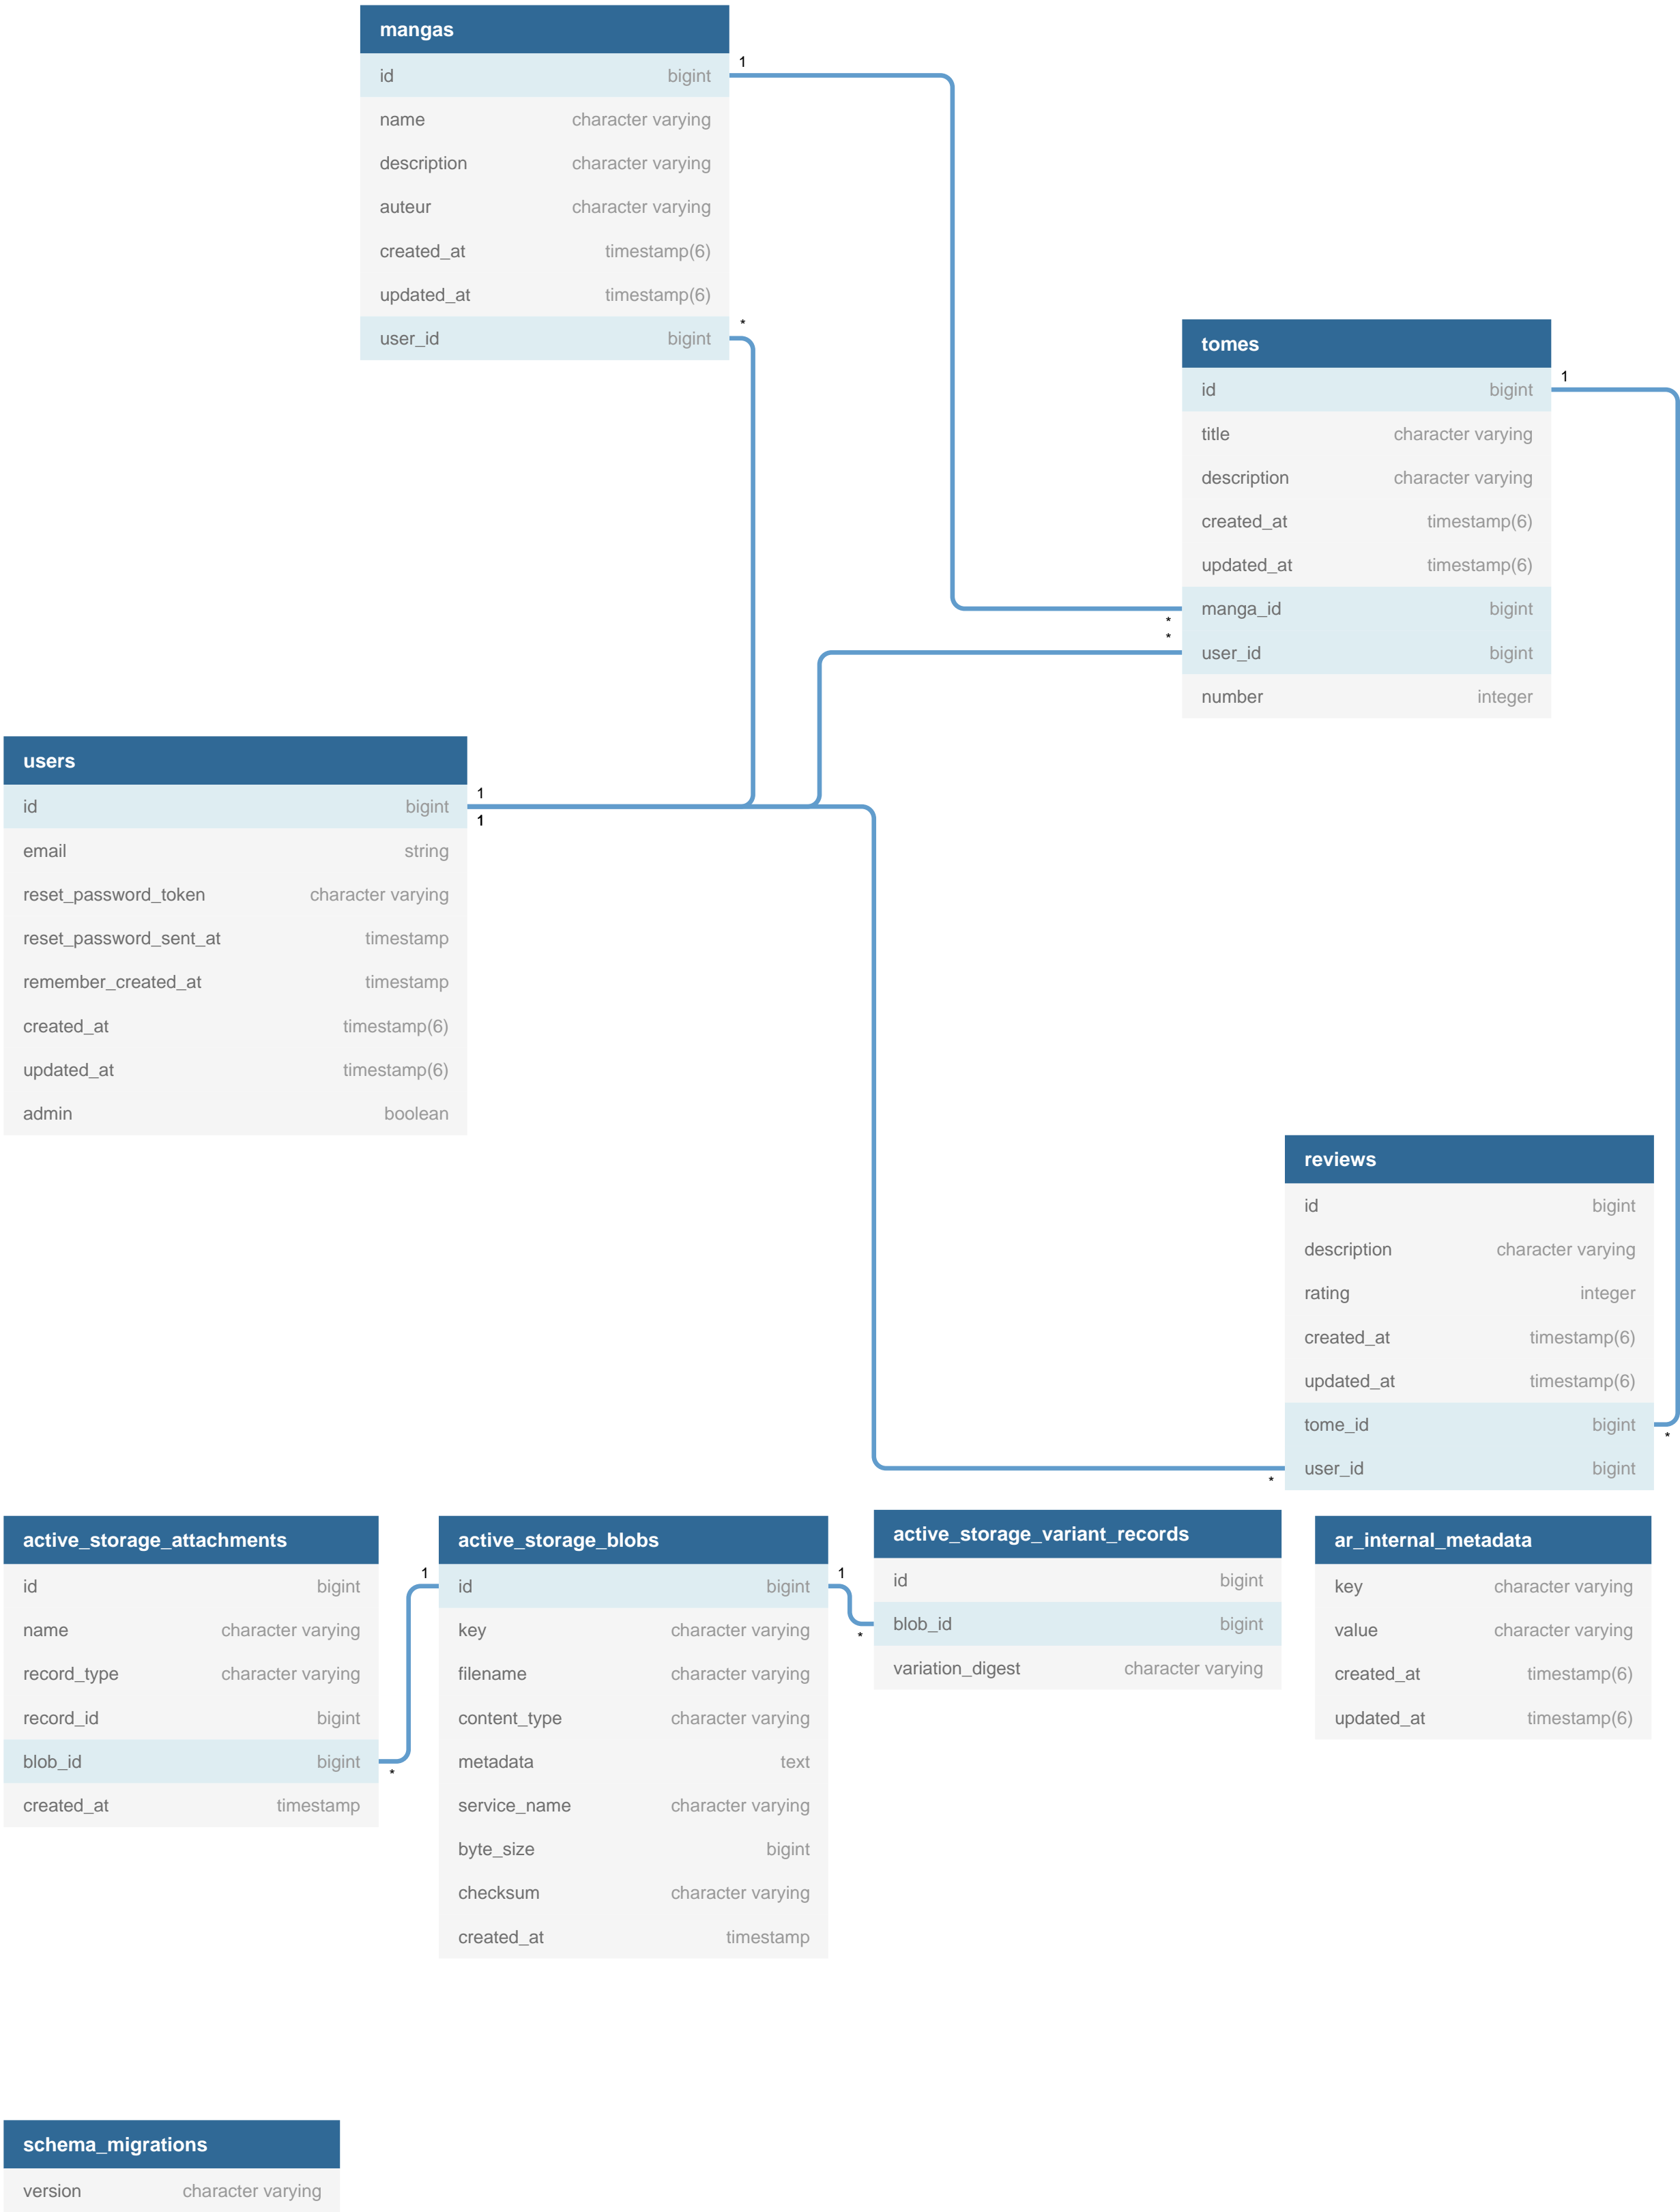 mangas
id bigint
name character varying
description character varying
auteur character varying
created_at timestamp(6)
updated_at timestamp(6)
user_id bigint
1
*
tomes
id bigint
title character varying
description character varying
created_at timestamp(6)
updated_at timestamp(6)
manga_id bigint
user_id bigint
number integer
1
*
*
users
id bigint
email string
reset_password_token character varying
reset_password_sent_at timestamp
remember_created_at timestamp
created_at timestamp(6)
updated_at timestamp(6)
admin boolean
1
1
reviews
id bigint
description character varying
rating integer
created_at timestamp(6)
updated_at timestamp(6)
tome_id bigint
user_id bigint
*
*
active_storage_attachments
id bigint
name character varying
record_type character varying
record_id bigint
blob_id bigint
created_at timestamp
1
*
active_storage_blobs
id bigint
key character varying
filename character varying
content_type character varying
metadata text
service_name character varying
byte_size bigint
checksum character varying
created_at timestamp
1
*
active_storage_variant_records
id bigint
blob_id bigint
variation_digest character varying
ar_internal_metadata
key character varying
value character varying
created_at timestamp(6)
updated_at timestamp(6)
schema_migrations
version character varying